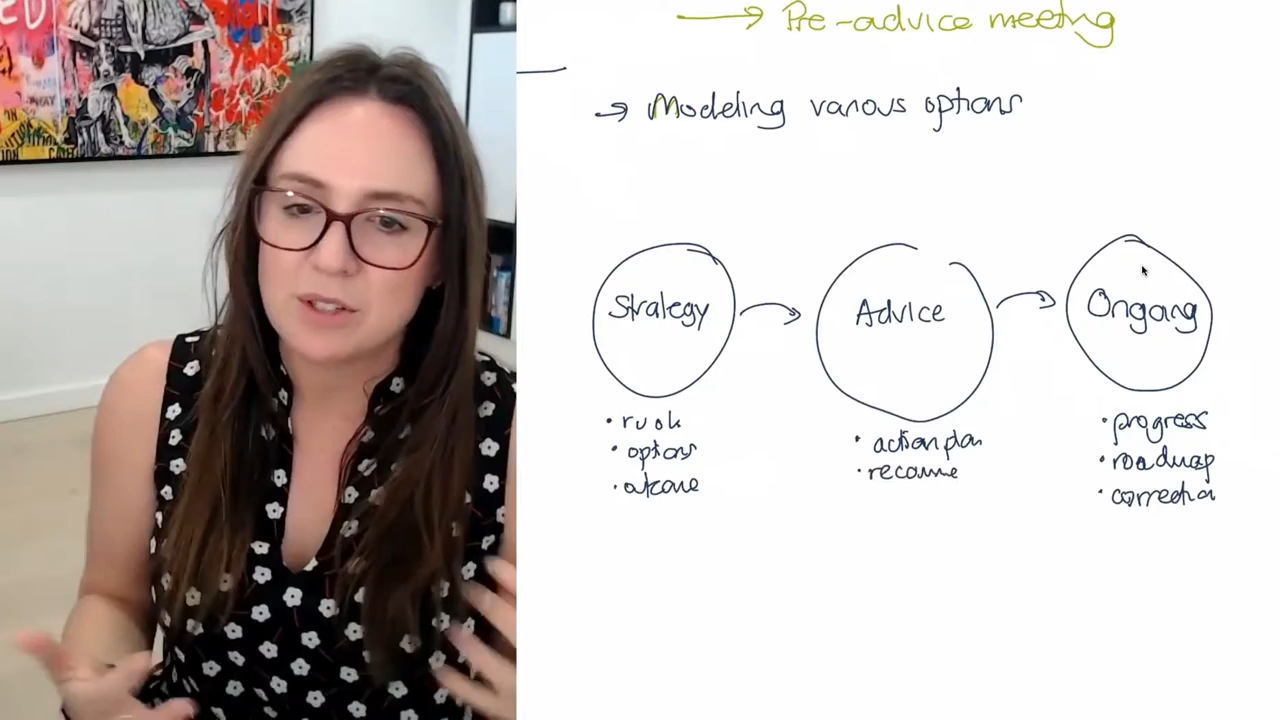 → Pre-advice meeting
→ Modeling various options
Strategy → Advice → Ongoing
• risk
• options
• outcome
• action plan
• recomme
• progress
• roadmap
• correction